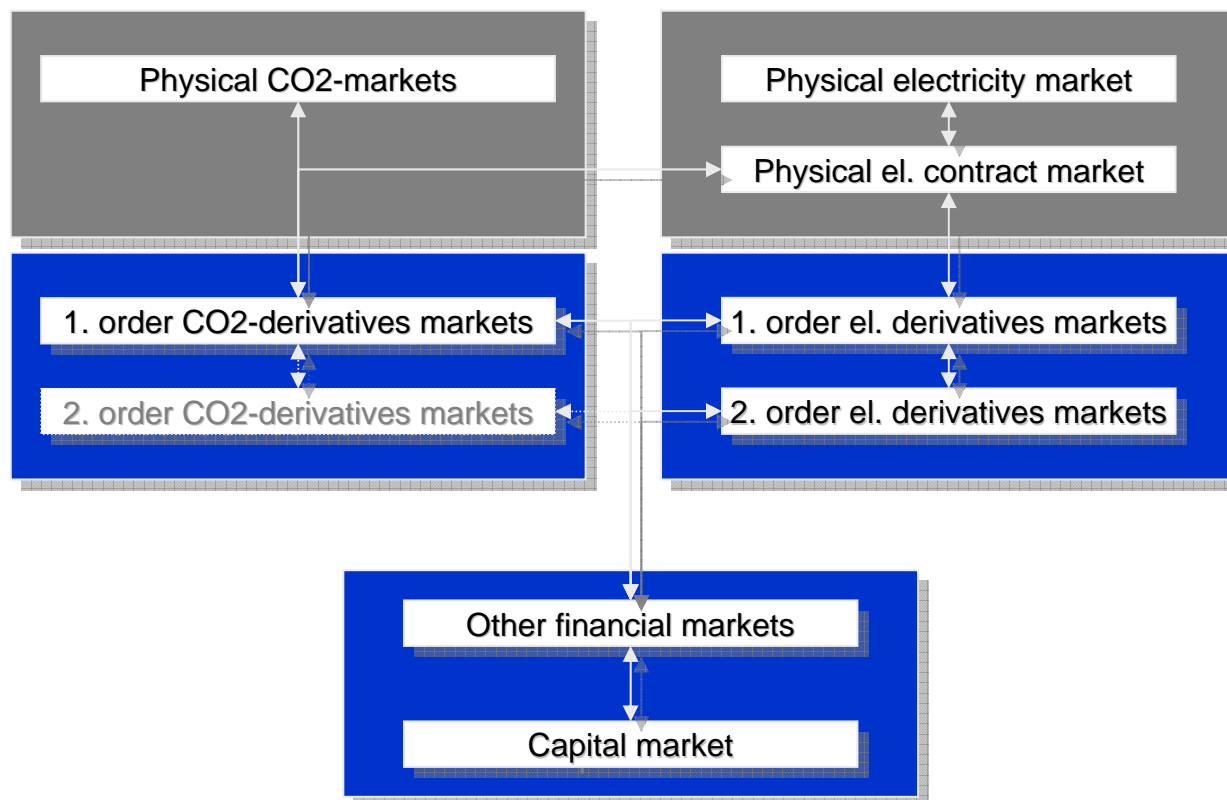 Physical CO2-markets
Physical electricity market
Physical el. contract market
1. order CO2-derivatives markets
1. order el. derivatives markets
2. order CO2-derivatives markets
2. order el. derivatives markets
Other financial markets
Capital market